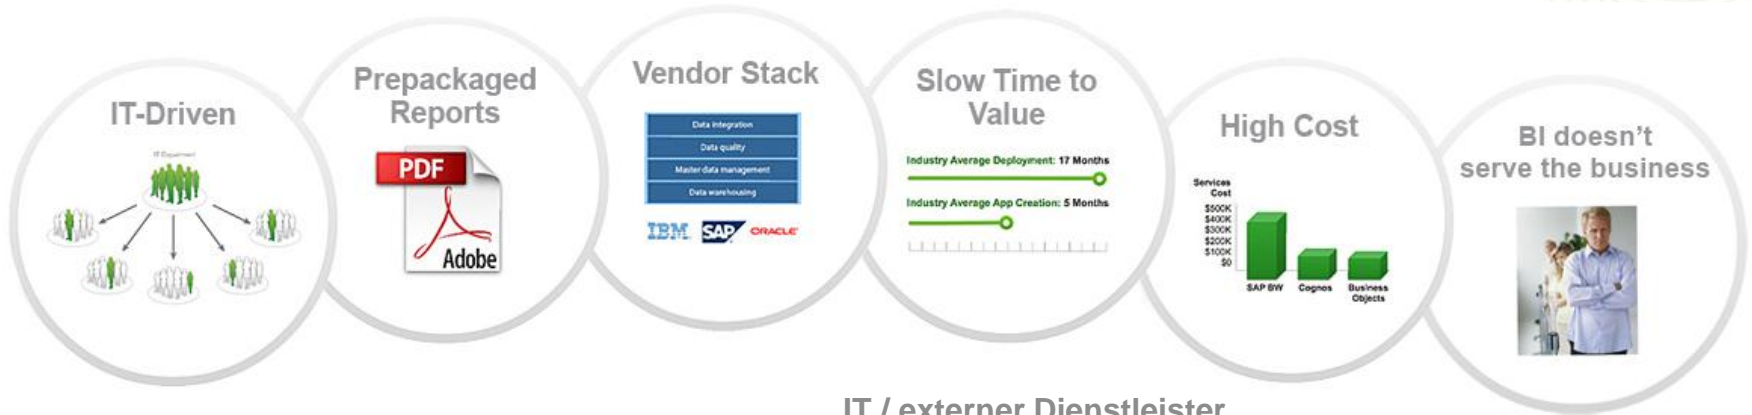 IT-Driven
IT Department
Prepackaged
Reports
PDF
Adobe
Vendor Stack
Data integration
Data quality
Master data management
Data warehousing
IBM SAP ORACLE
Slow Time to
Value
Industry Average Deployment: 17 Months
Industry Average App Creation: 5 Months
High Cost
Services
Cost
$500K
$400K
$300K
$200K
$100K
$0
SAP BW Cognos Business
Objects
BI doesn't
serve the business
IT / externer Dienstleister